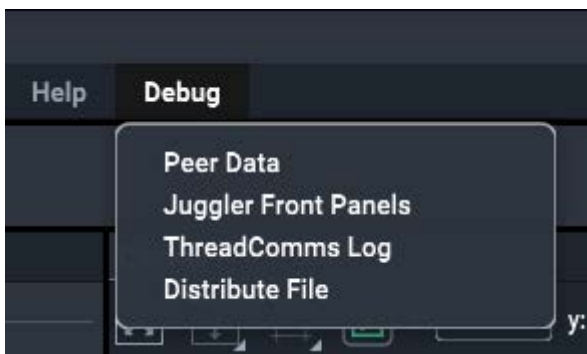 Help Debug
Peer Data
Juggler Front Panels
ThreadComms Log
Distribute File
y: